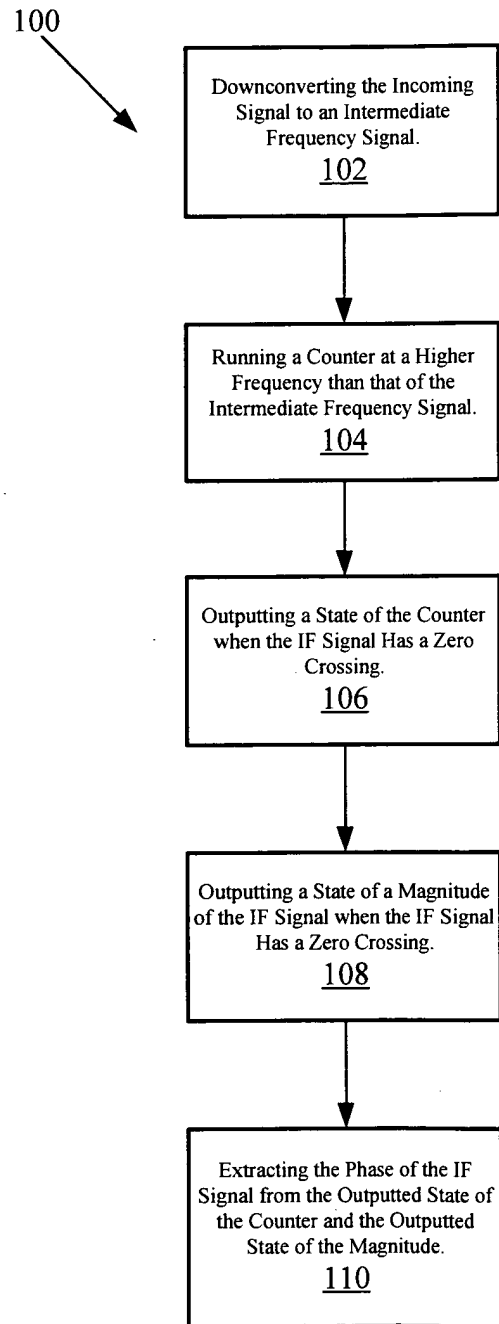 100
Downconverting the Incoming
Signal to an Intermediate
Frequency Signal.
102
Running a Counter at a Higher
Frequency than that of the
Intermediate Frequency Signal.
104
Outputting a State of the Counter
when the IF Signal Has a Zero
Crossing.
106
Outputting a State of a Magnitude
of the IF Signal when the IF Signal
Has a Zero Crossing.
108
Extracting the Phase of the IF
Signal from the Outputted State of
the Counter and the Outputted
State of the Magnitude.
110